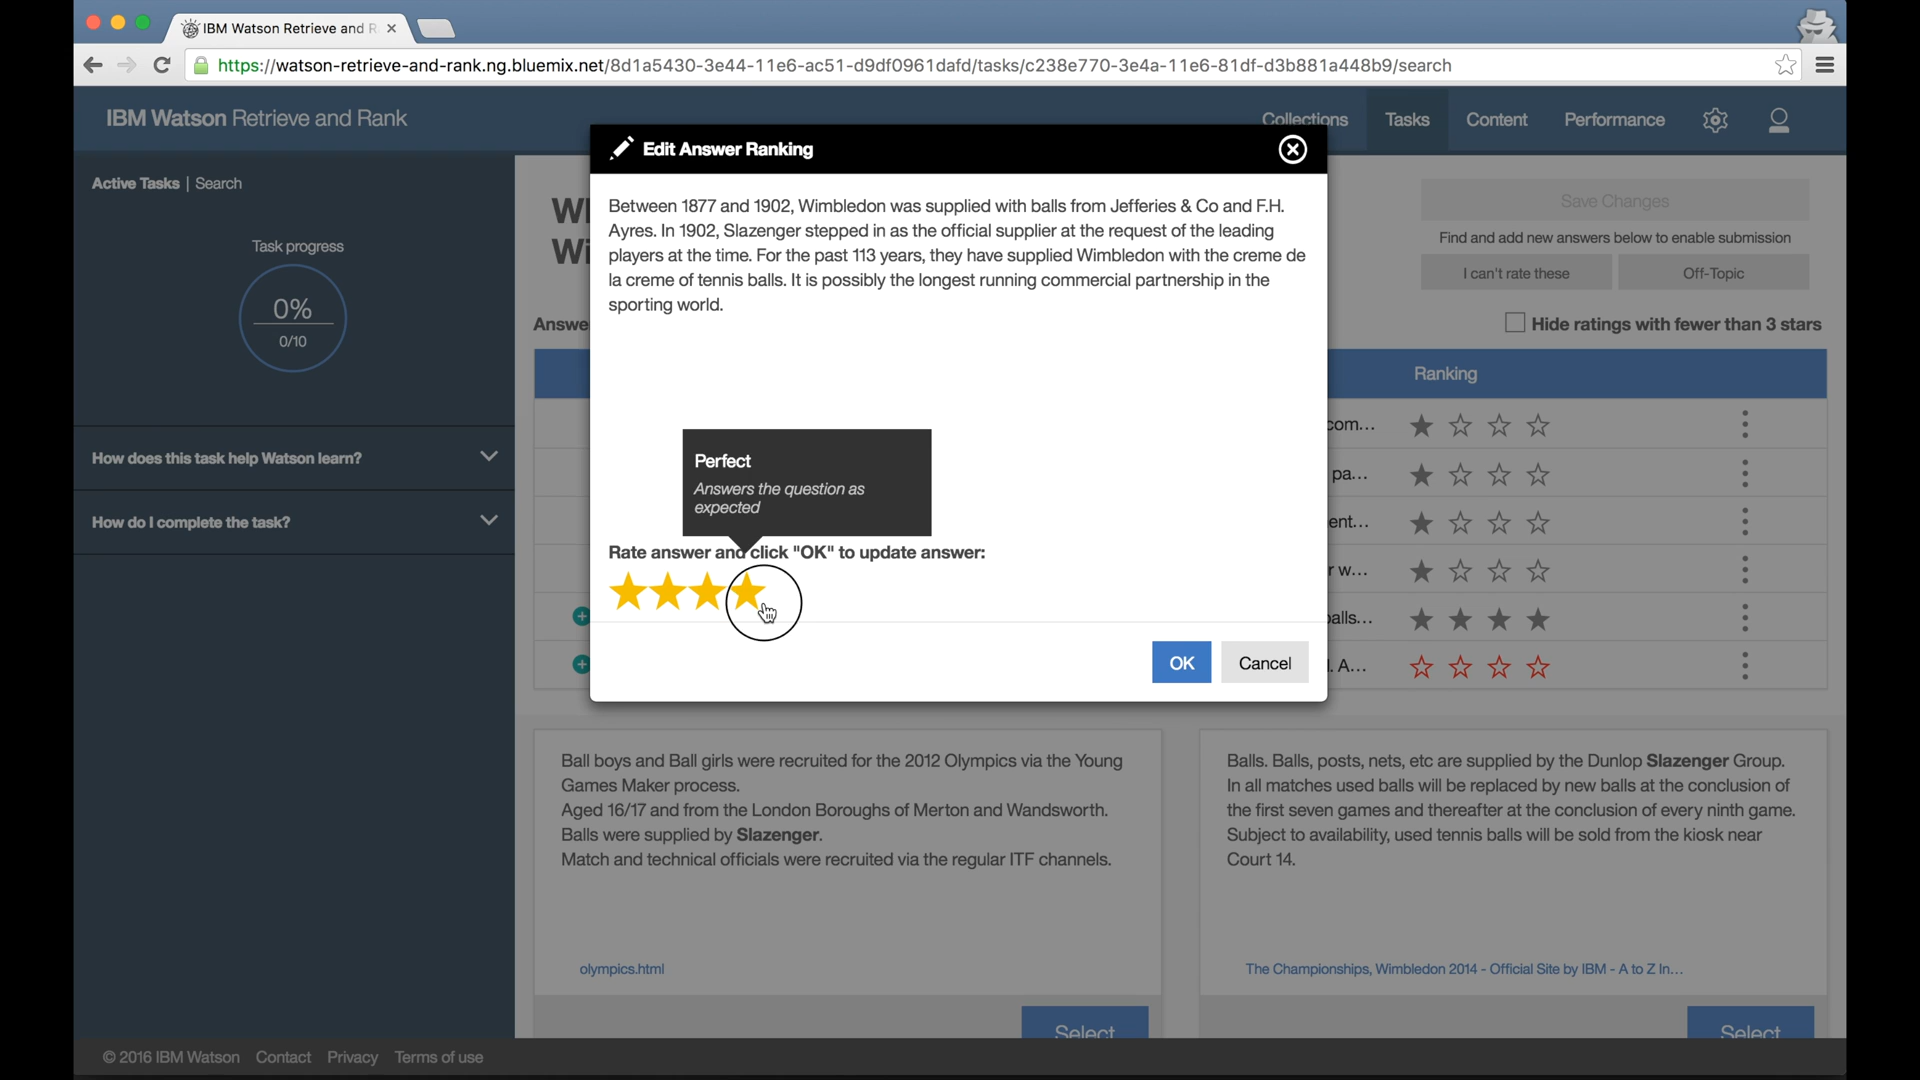 IBM Watson Retrieve and R
https://watson-retrieve-and-rank.ng.bluemix.net/8d1a5430-3e44-11e6-ac51-d9df0961dafd/tasks/c238e770-3e4a-11e6-81df-d3b881a448b9/search
IBM Watson Retrieve and Rank
Collections
Tasks
Content
Performance
Active Tasks | Search
Task progress
0%
0/10
How does this task help Watson learn?
How do I complete the task?
Edit Answer Ranking
Between 1877 and 1902, Wimbledon was supplied with balls from Jefferies & Co and F.H.
Ayres. In 1902, Slazenger stepped in as the official supplier at the request of the leading
players at the time. For the past 113 years, they have supplied Wimbledon with the creme de
la creme of tennis balls. It is possibly the longest running commercial partnership in the
sporting world.
Perfect
Answers the question as
expected
Rate answer and click "OK" to update answer:
OK
Cancel
Wi
Answe
Save Changes
Find and add new answers below to enable submission
I can't rate these
Off-Topic
Hide ratings with fewer than 3 stars
Ranking
com...
pa...
ent...
r w...
alls...
. A...
Ball boys and Ball girls were recruited for the 2012 Olympics via the Young
Games Maker process.
Aged 16/17 and from the London Boroughs of Merton and Wandsworth.
Balls were supplied by Slazenger.
Match and technical officials were recruited via the regular ITF channels.
olympics.html
Select
Balls. Balls, posts, nets, etc are supplied by the Dunlop Slazenger Group.
In all matches used balls will be replaced by new balls at the conclusion of
the first seven games and thereafter at the conclusion of every ninth game.
Subject to availability, used tennis balls will be sold from the kiosk near
Court 14.
The Championships, Wimbledon 2014 - Official Site by IBM - A to Z In...
Select
© 2016 IBM Watson
Contact
Privacy
Terms of use